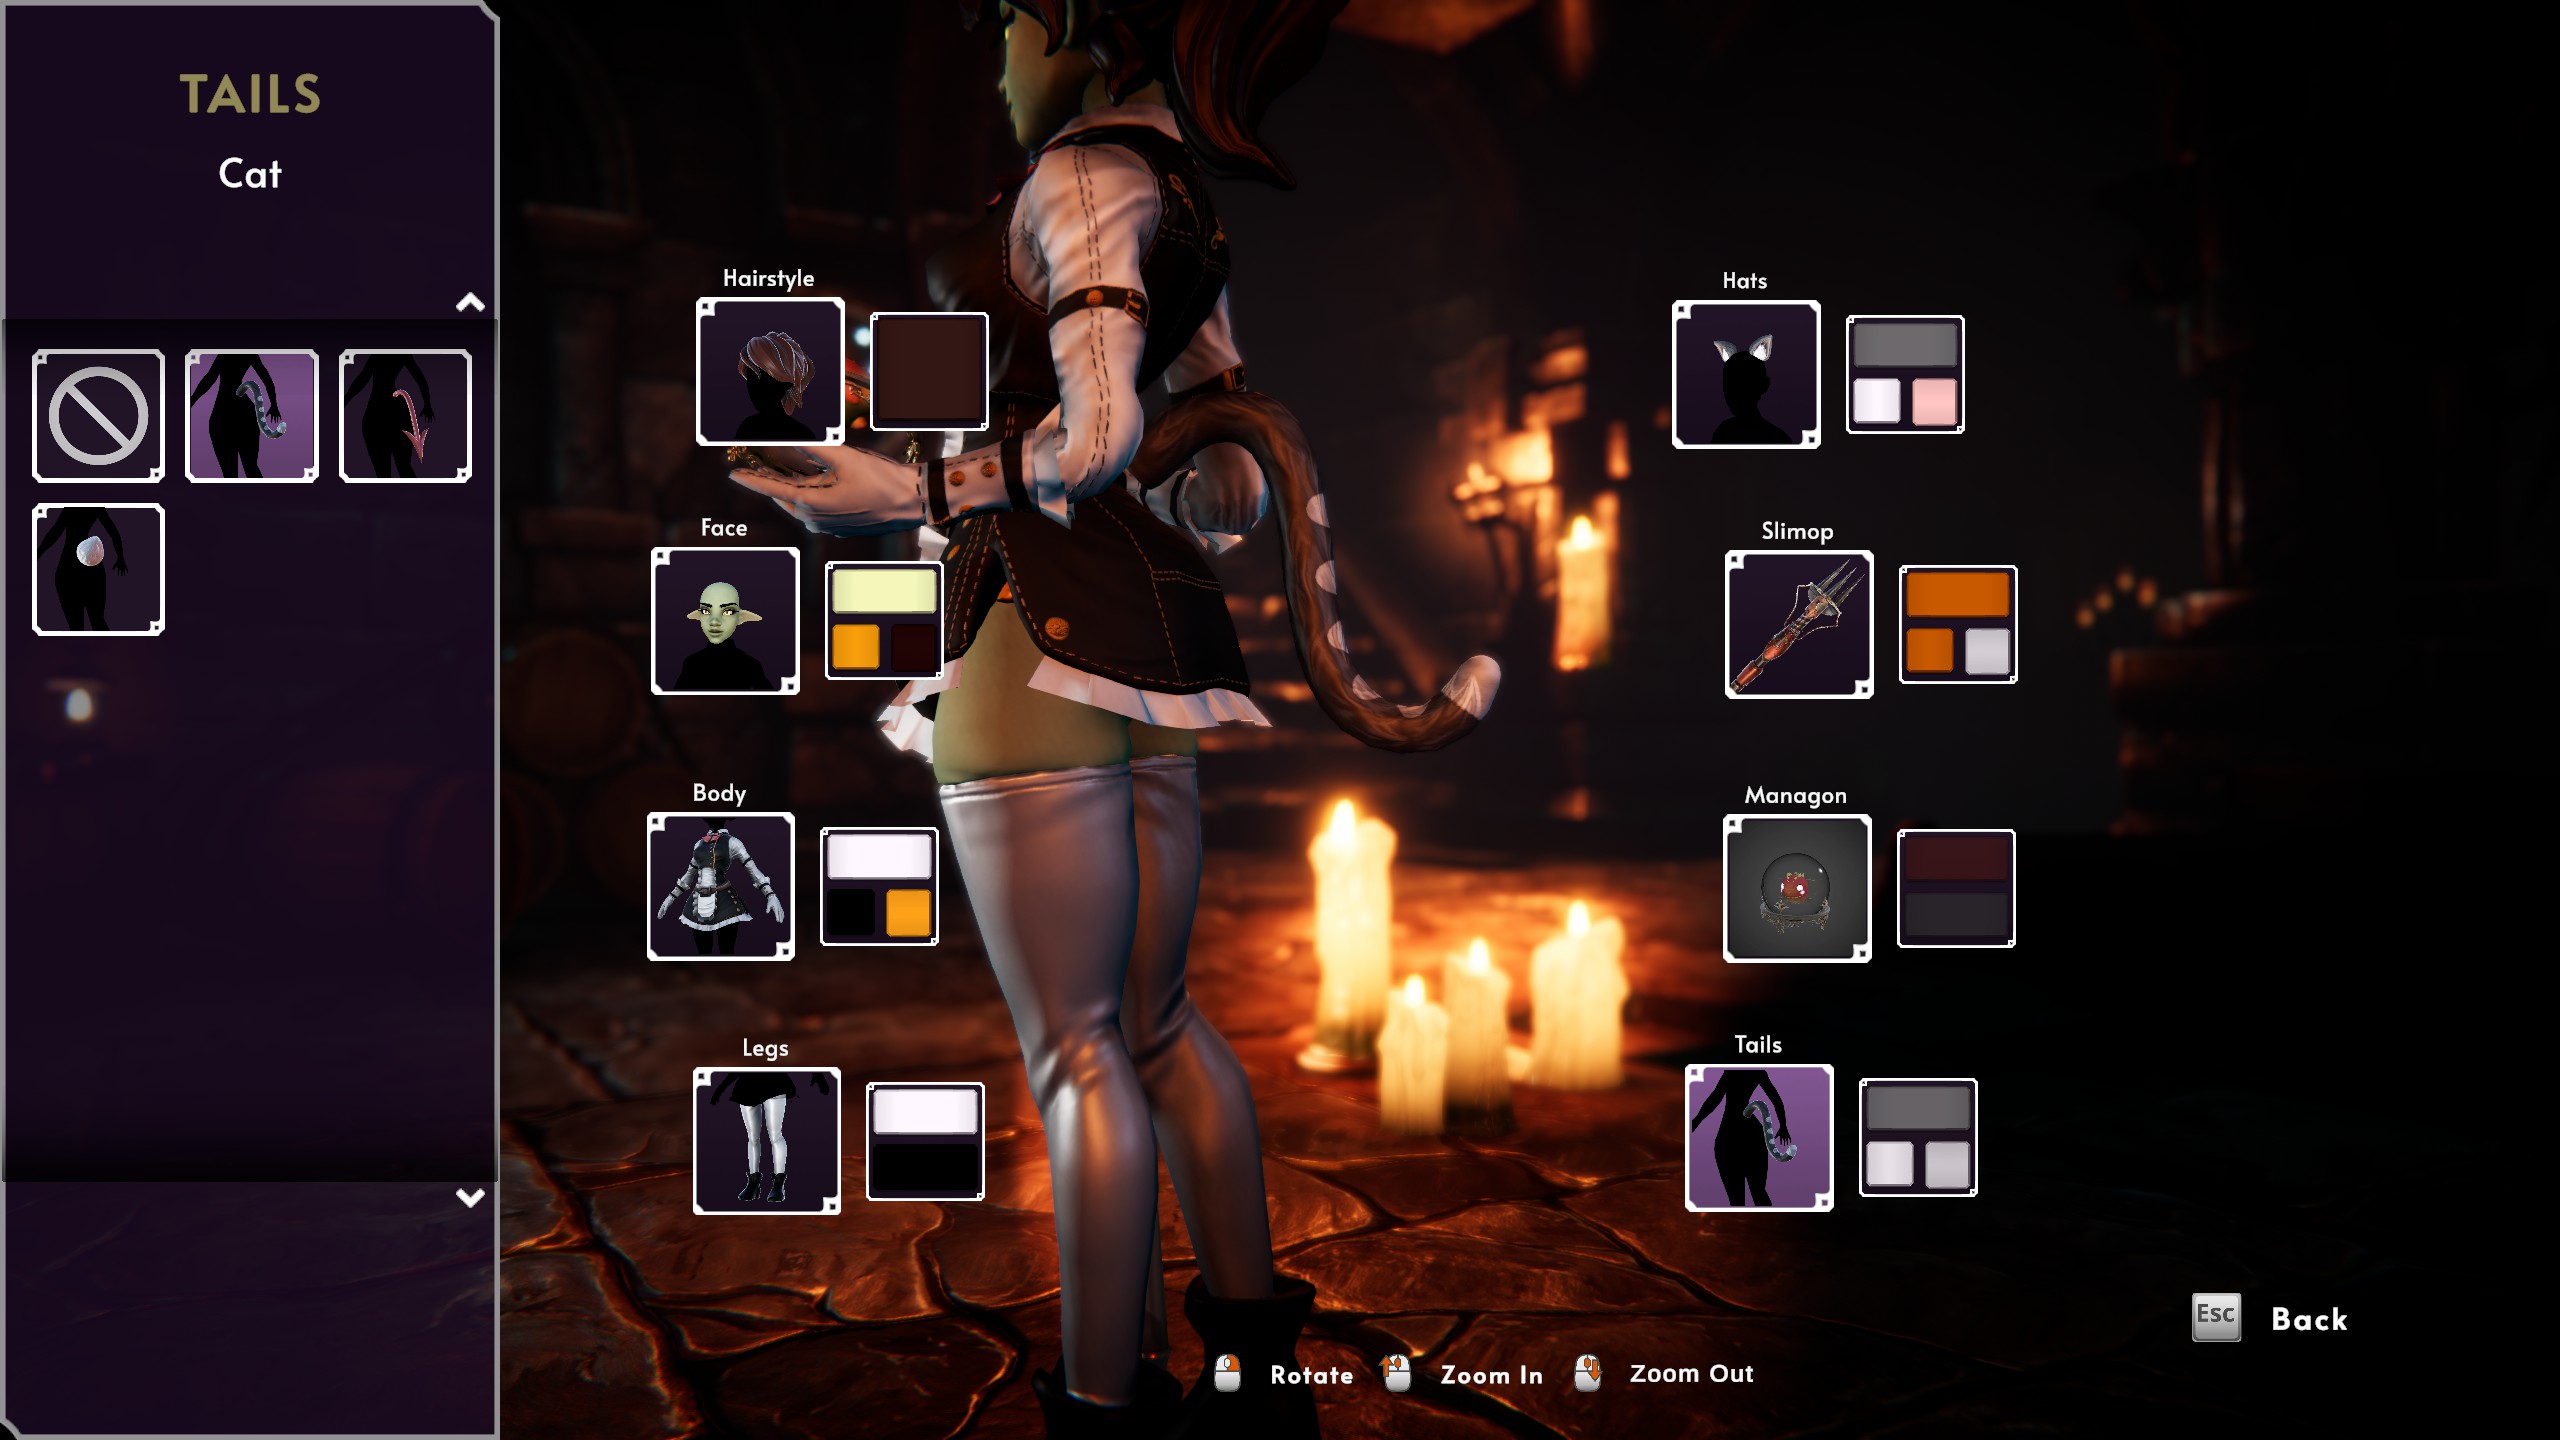 TAILS
Cat
Hairstyle
Hats
Face
Slimop
Body
Managon
Legs
Tails
Esc Back
Rotate Zoom In Zoom Out